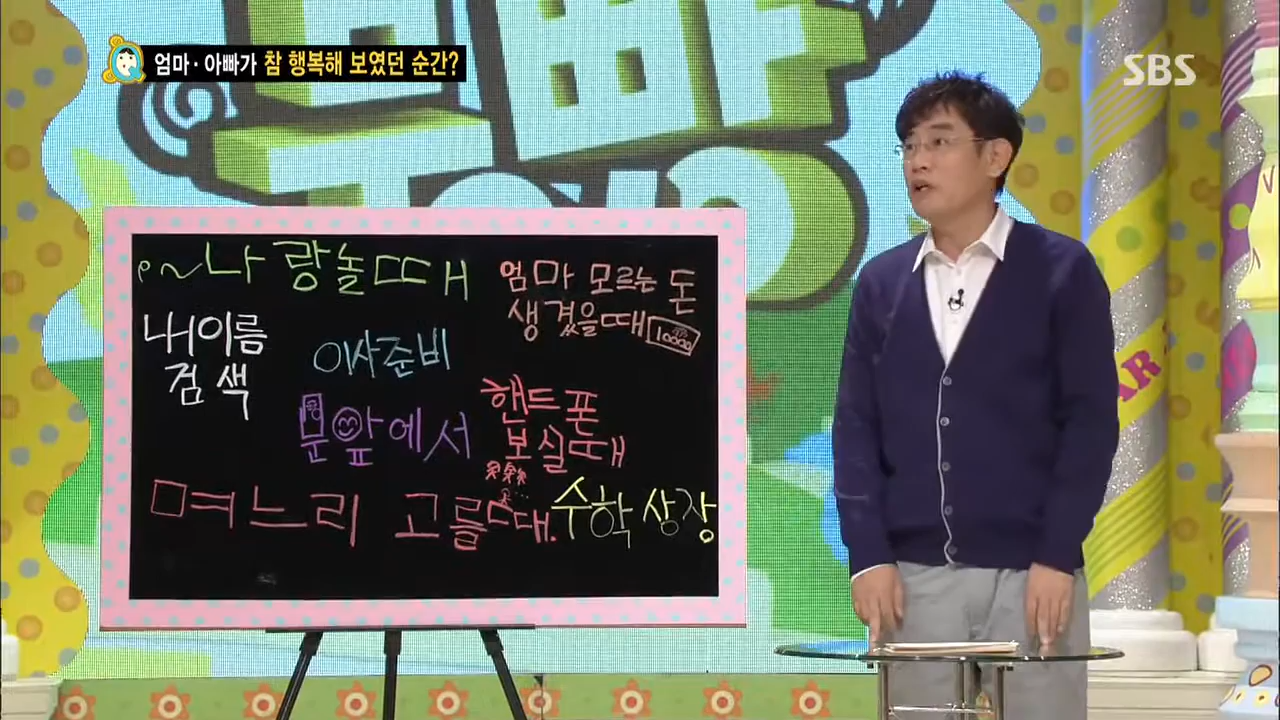 엄마·아빠가 참 행복해 보였던 순간?
SBS
나랑놀때
엄마 모르는 돈
생겼을때
10000
내이름
검색
이사준비
핸드폰
보실때
문앞에서
며느리 고를때.
수학상장